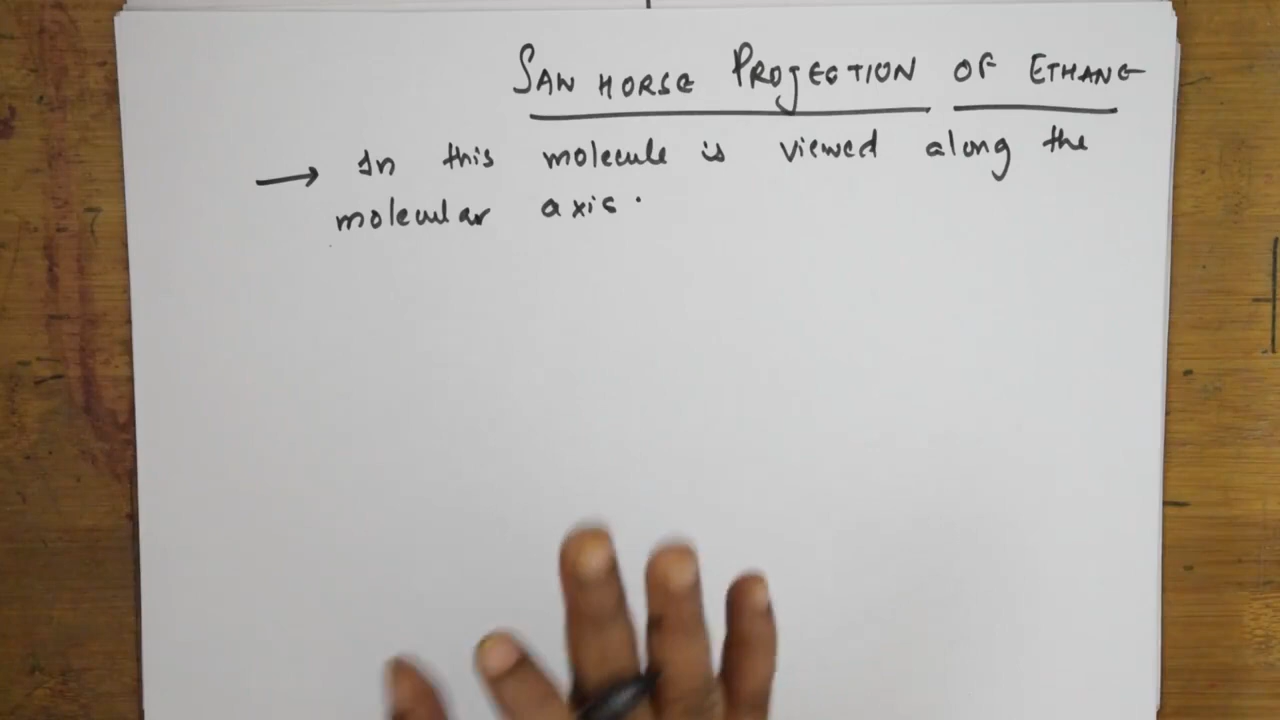 SAW HORSE PROJECTION OF ETHANE
→ In this molecule is viewed along the
molecular axis.